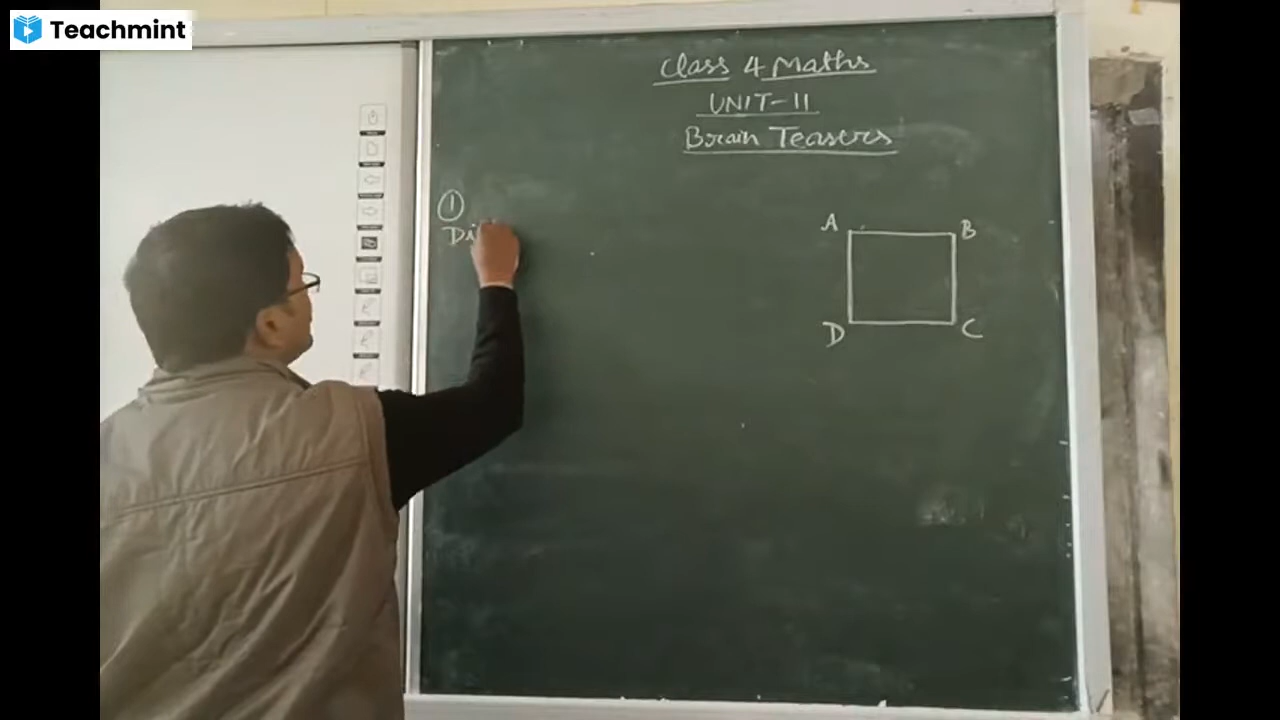 Teachmint
Class 4 Maths
UNIT-11
Brain Teasers
①
A
B
D
C